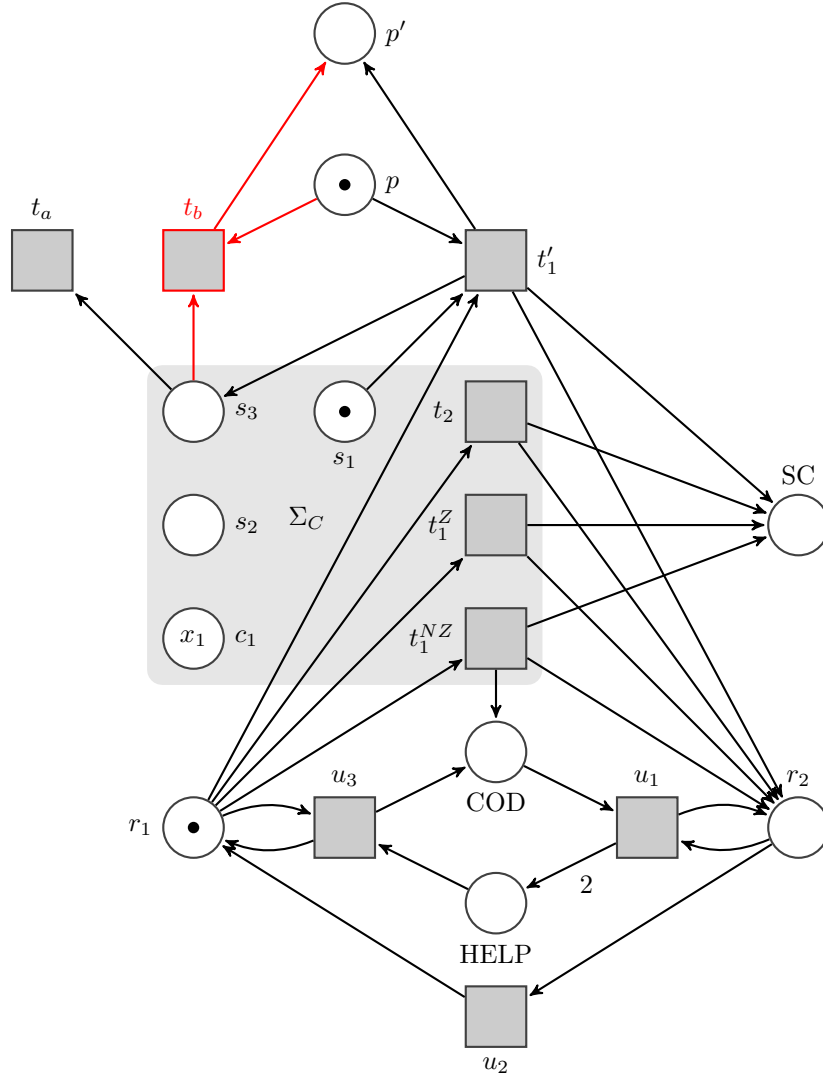 p′
p
t_a
t_b
t′_1
s_3
s_1
t_2
SC
s_2
Σ_C
t_1^Z
x_1
c_1
t_1^{NZ}
u_3
COD
u_1
r_2
r_1
2
HELP
u_2